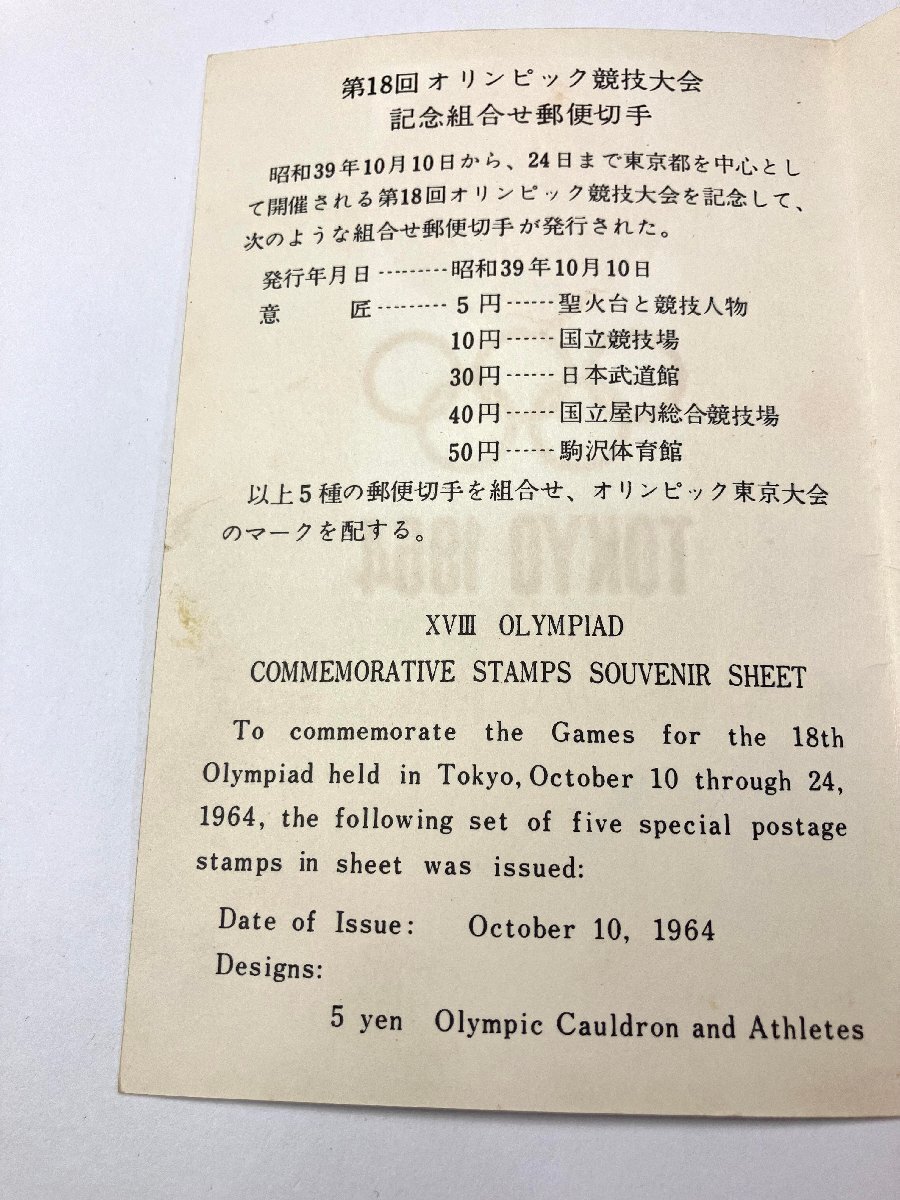 第18回オリンピック競技大会
記念組合せ郵便切手
昭和39年10月10日から、24日まで東京都を中心とし
て開催される第18回オリンピック競技大会を記念して、
次のような組合せ郵便切手が発行された。
発行年月日………昭和39年10月10日
意　　　匠………5円……聖火台と競技人物
10円……国立競技場
30円……日本武道館
40円……国立屋内総合競技場
50円……駒沢体育館
以上5種の郵便切手を組合せ、オリンピック東京大会
のマークを配する。
TOKYO 1964
XVIII OLYMPIAD
COMMEMORATIVE STAMPS SOUVENIR SHEET
To commemorate the Games for the 18th
Olympiad held in Tokyo, October 10 through 24,
1964, the following set of five special postage
stamps in sheet was issued:
Date of Issue: October 10, 1964
Designs:
5 yen Olympic Cauldron and Athletes